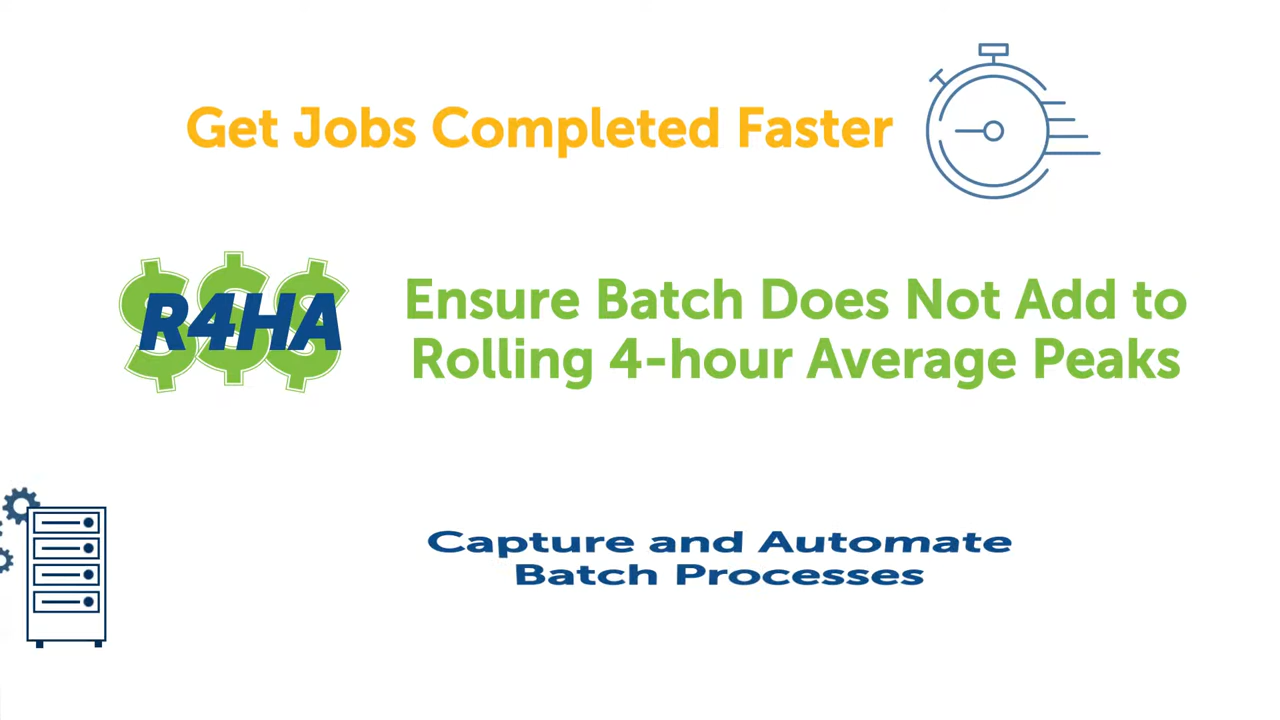 Get Jobs Completed Faster
$$$
R4HA
Ensure Batch Does Not Add to
Rolling 4-hour Average Peaks
Capture and Automate
Batch Processes